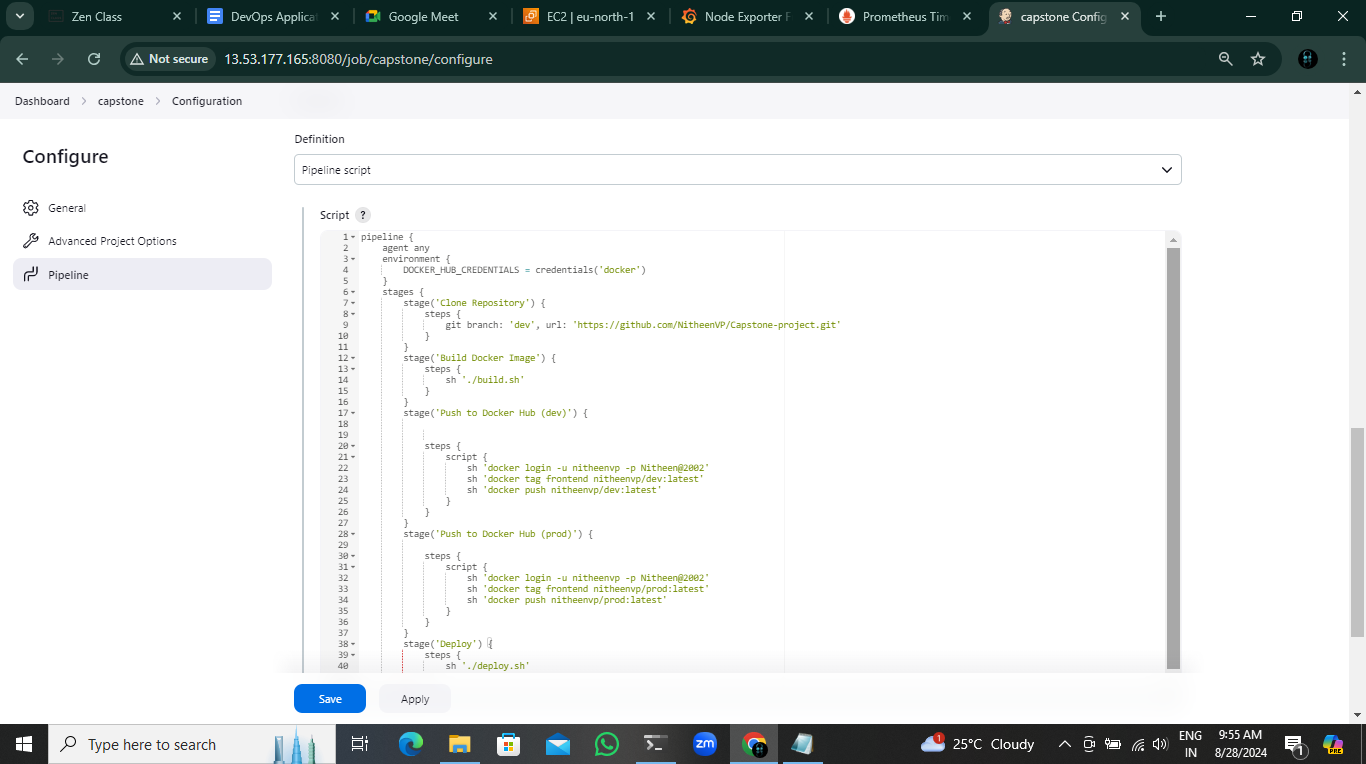 Zen Class
DevOps Applicat
Google Meet
EC2 | eu-north-1
Node Exporter F
Prometheus Tim
capstone Config
Not secure
13.53.177.165:8080/job/capstone/configure
Dashboard > capstone > Configuration
Configure
General
Advanced Project Options
Pipeline
Definition
Pipeline script
Script ?
1 pipeline {
2 agent any
3 environment {
4 DOCKER_HUB_CREDENTIALS = credentials('docker')
5 }
6 stages {
7 stage('Clone Repository') {
8 steps {
9 git branch: 'dev', url: 'https://github.com/NitheenVP/Capstone-project.git'
10 }
11 }
12 stage('Build Docker Image') {
13 steps {
14 sh './build.sh'
15 }
16 }
17 stage('Push to Docker Hub (dev)') {
18
19
20 steps {
21 script {
22 sh 'docker login -u nitheenvp -p Nitheen@2002'
23 sh 'docker tag frontend nitheenvp/dev:latest'
24 sh 'docker push nitheenvp/dev:latest'
25 }
26 }
27 }
28 stage('Push to Docker Hub (prod)') {
29
30 steps {
31 script {
32 sh 'docker login -u nitheenvp -p Nitheen@2002'
33 sh 'docker tag frontend nitheenvp/prod:latest'
34 sh 'docker push nitheenvp/prod:latest'
35 }
36 }
37 }
38 stage('Deploy') {
39 steps {
40 sh './deploy.sh'
Save
Apply
Type here to search
zm
1
25°C Cloudy
ENG
IN
9:55 AM
8/28/2024
1
PRE